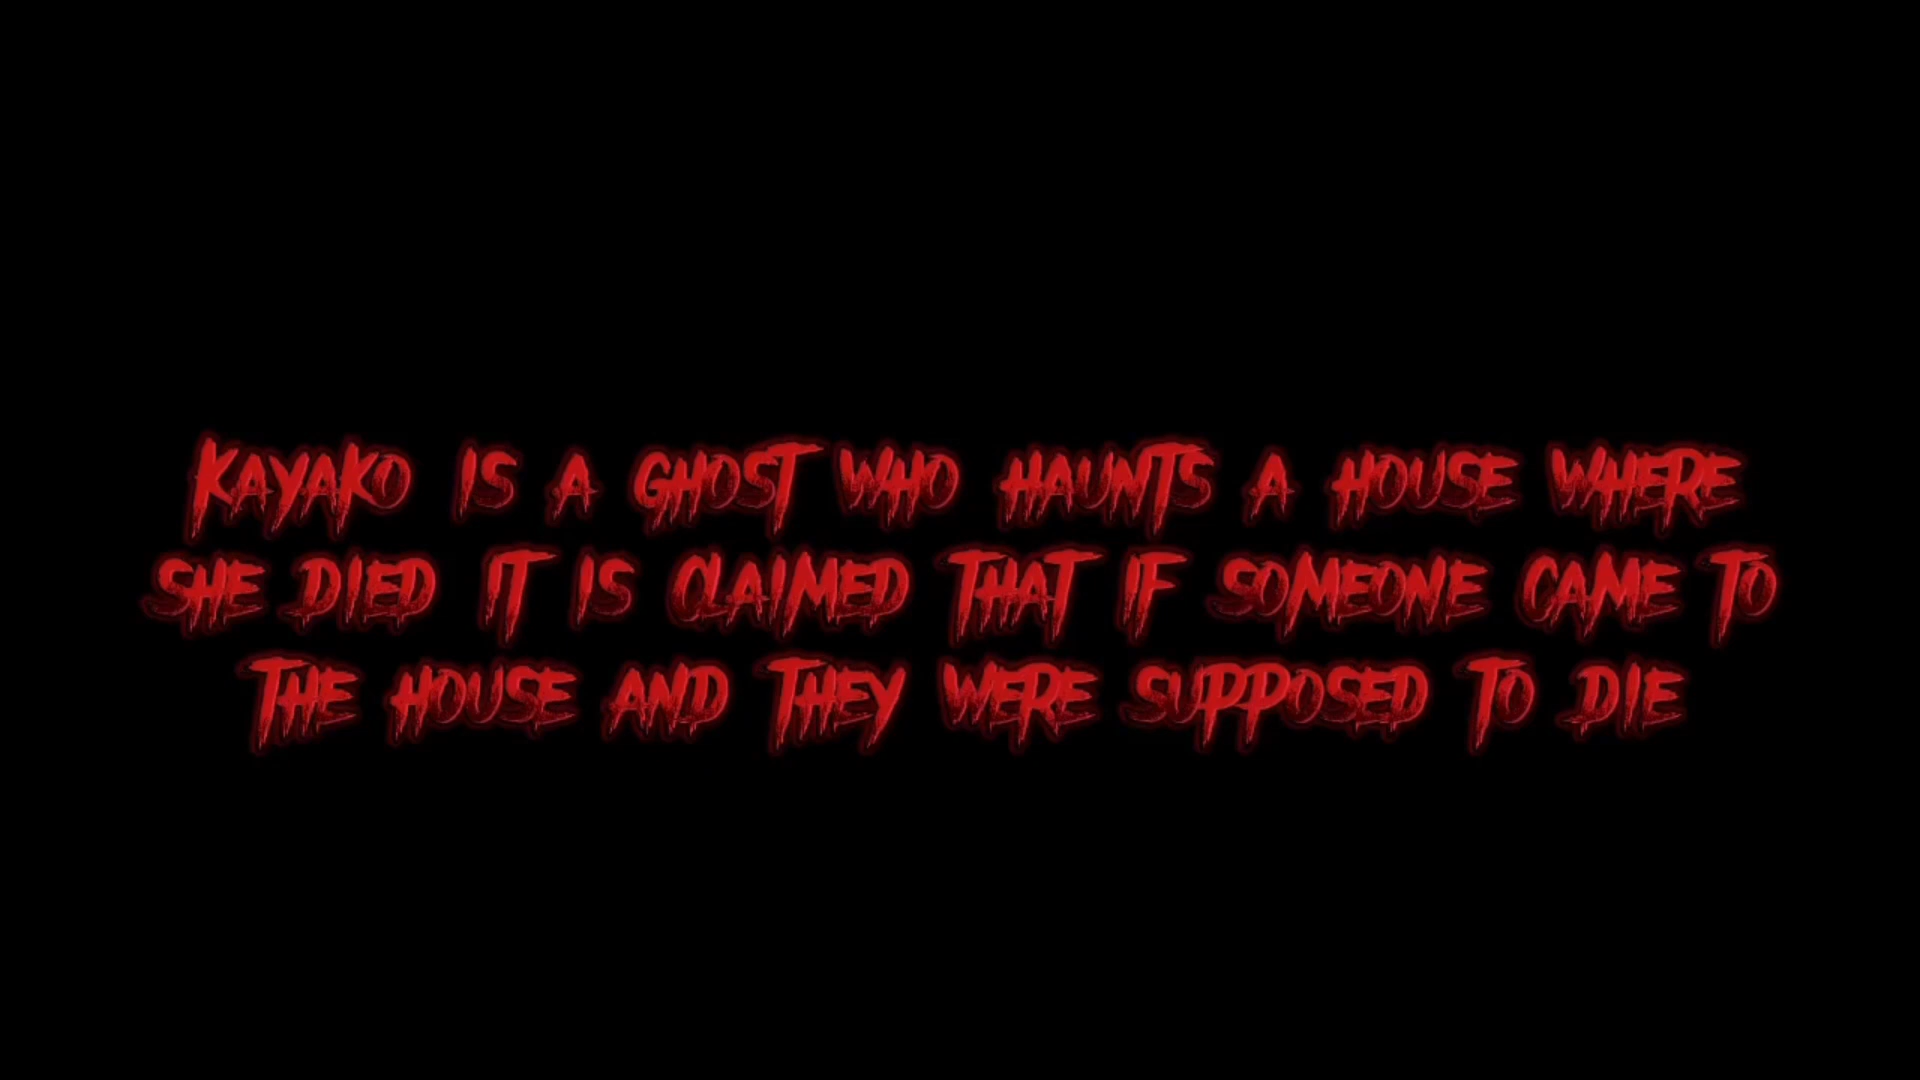 KAYAKO IS A GHOST WHO HAUNTS A HOUSE WHERE
SHE DIED IT IS CLAIMED THAT IF SOMEONE CAME TO
THE HOUSE AND THEY WERE SUPPOSED TO DIE